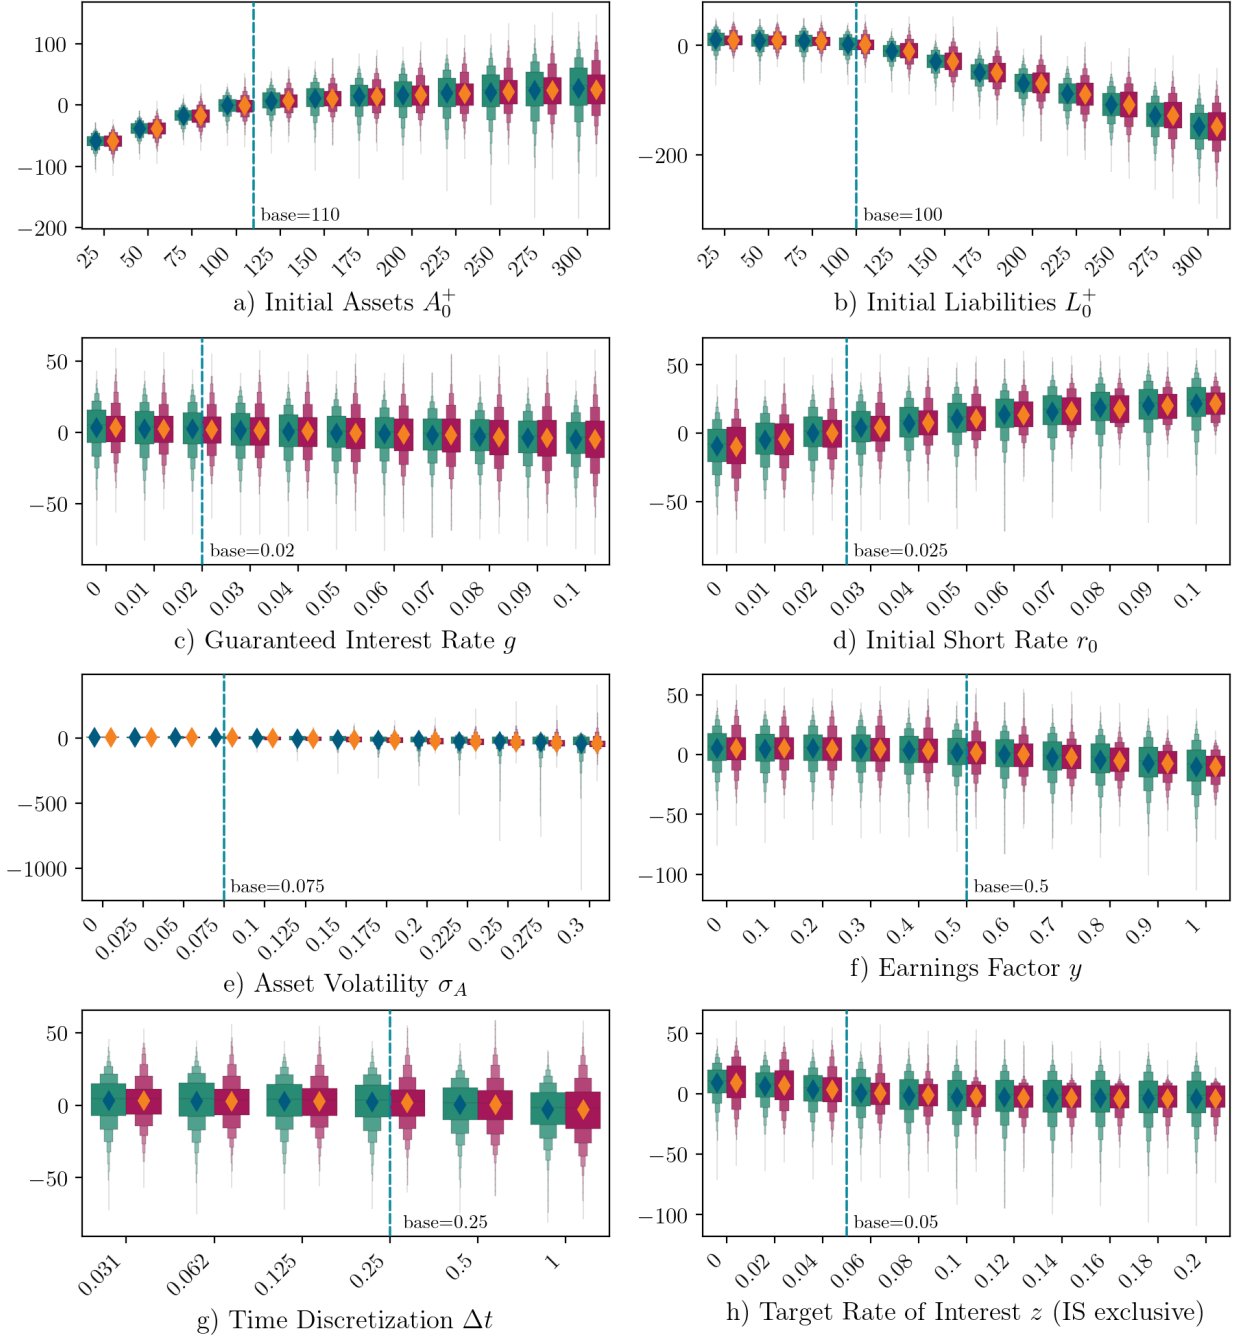 100
0
−100
−200
base=110
25 50 75 100 125 150 175 200 225 250 275 300
a) Initial Assets A₀⁺
0
−200
base=100
25 50 75 100 125 150 175 200 225 250 275 300
b) Initial Liabilities L₀⁺
50
0
−50
base=0.02
0 0.01 0.02 0.03 0.04 0.05 0.06 0.07 0.08 0.09 0.1
c) Guaranteed Interest Rate g
50
0
−50
base=0.025
0 0.01 0.02 0.03 0.04 0.05 0.06 0.07 0.08 0.09 0.1
d) Initial Short Rate r₀
0
−500
−1000
base=0.075
0 0.025 0.05 0.075 0.1 0.125 0.15 0.175 0.2 0.225 0.25 0.275 0.3
e) Asset Volatility σ_A
50
0
−50
−100
base=0.5
0 0.1 0.2 0.3 0.4 0.5 0.6 0.7 0.8 0.9 1
f) Earnings Factor y
50
0
−50
base=0.25
0.031 0.062 0.125 0.25 0.5 1
g) Time Discretization Δt
50
0
−50
−100
base=0.05
0 0.02 0.04 0.06 0.08 0.1 0.12 0.14 0.16 0.18 0.2
h) Target Rate of Interest z (IS exclusive)